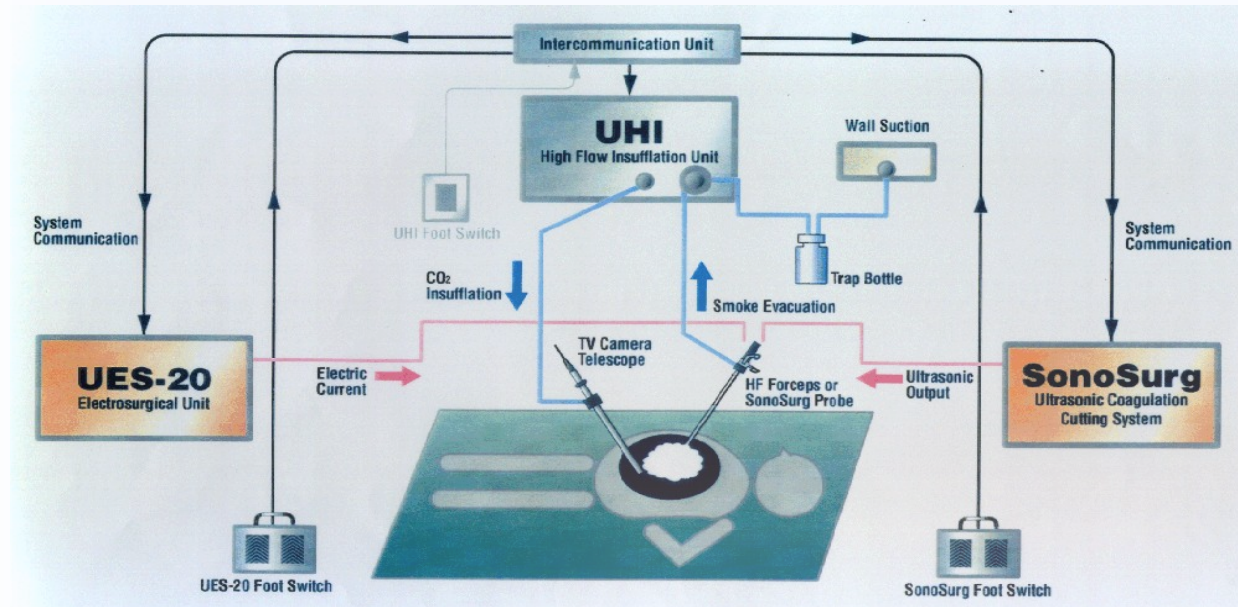 Intercommunication Unit
UHI
High Flow Insufflation Unit
Wall Suction
UHI Foot Switch
System
Communication
System
Communication
CO₂
Insufflation
Smoke Evacuation
Trap Bottle
TV Camera
Telescope
UES-20
Electrosurgical Unit
Electric
Current
HF Forceps or
SonoSurg Probe
Ultrasonic
Output
SonoSurg
Ultrasonic Coagulation
Cutting System
UES-20 Foot Switch
SonoSurg Foot Switch